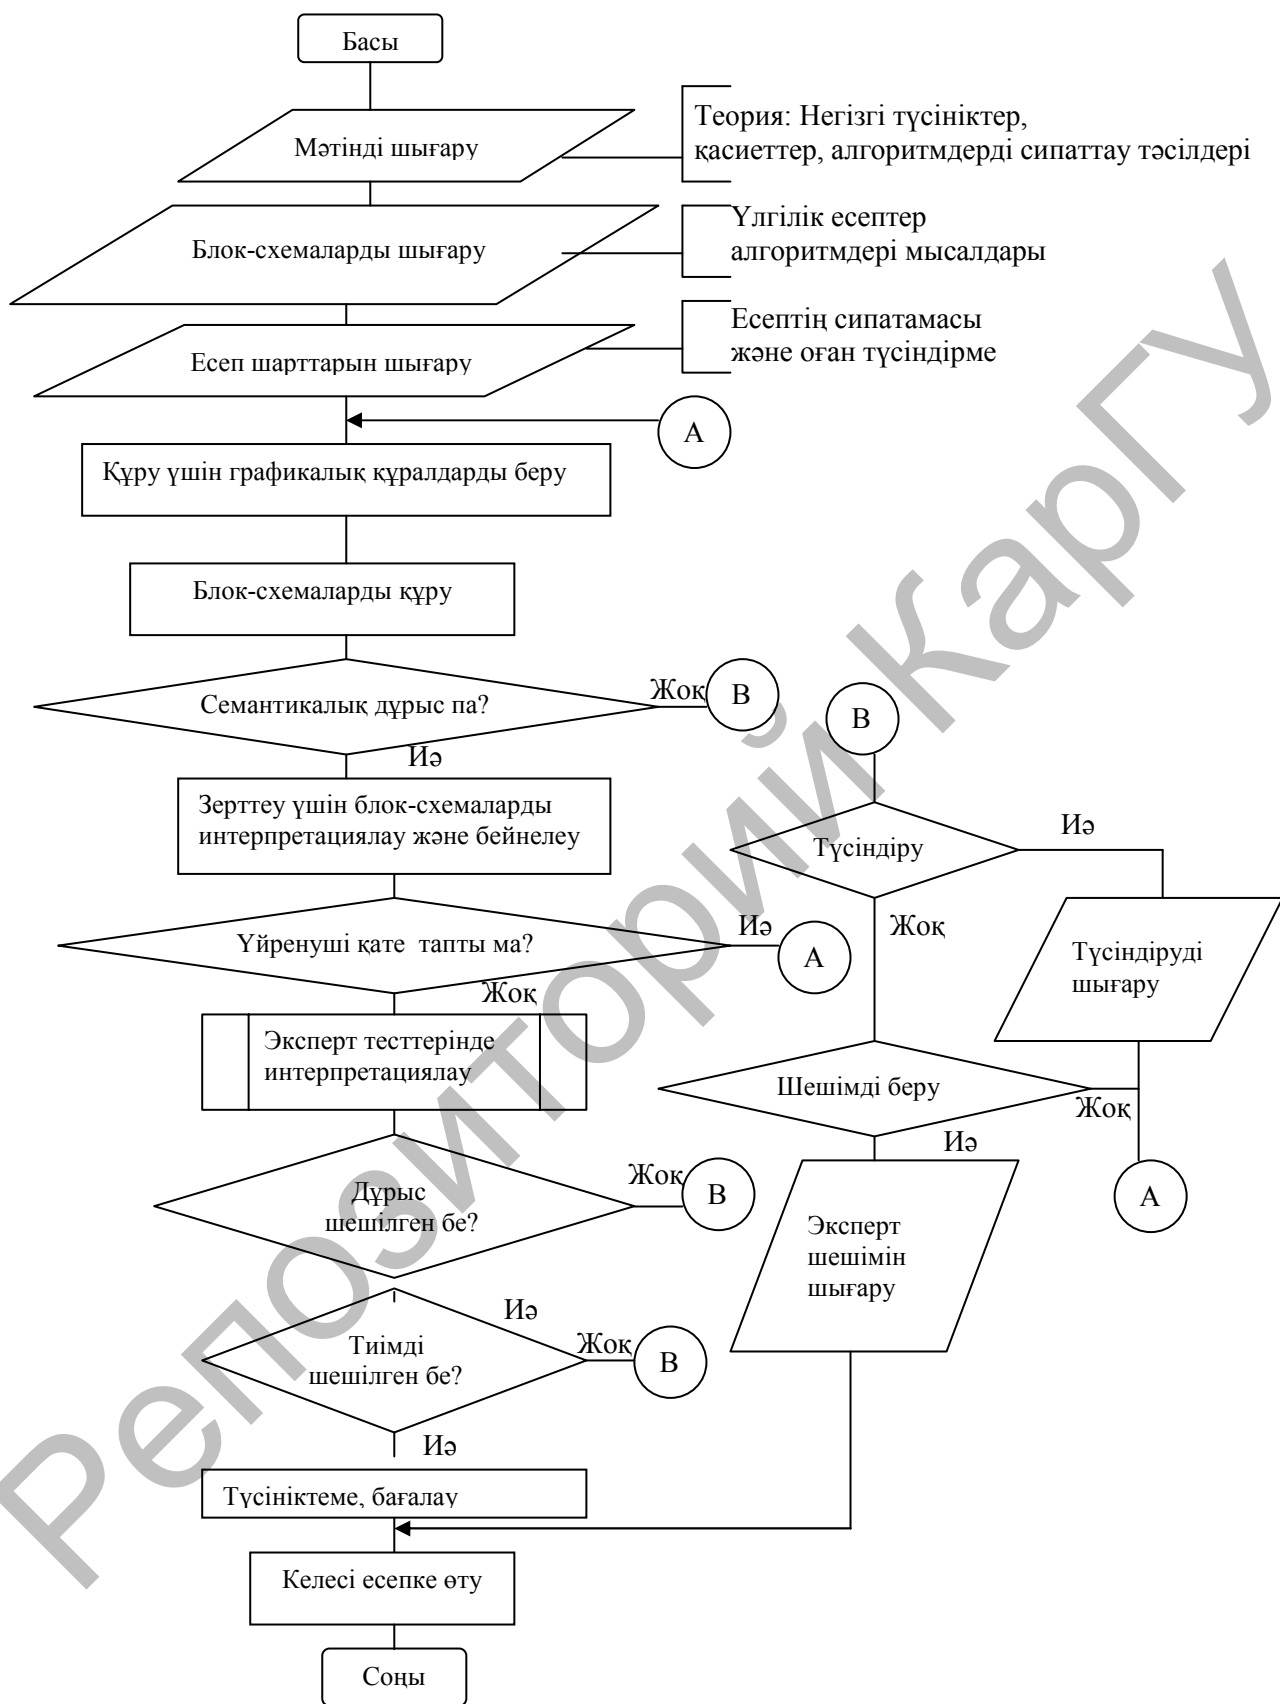 Басы
Мәтінді шығару
Теория: Негізгі түсініктер,
қасиеттер, алгоритмдерді сипаттау тәсілдері
Блок-схемаларды шығару
Үлгілік есептер
алгоритмдері мысалдары
Есеп шарттарын шығару
Есептің сипатамасы
және оған түсіндірме
А
Құру үшін графикалық құралдарды беру
Блок-схемаларды құру
Семантикалық дұрыс па?
Жоқ
В
Иә
Зерттеу үшін блок-схемаларды
интерпретациялау және бейнелеу
Үйренуші қате тапты ма?
Иә
А
Жоқ
Эксперт тесттерінде
интерпретациялау
Дұрыс
шешілген бе?
Жоқ
В
Иә
Тиімді
шешілген бе?
Жоқ
В
Иә
Түсініктеме, бағалау
Келесі есепке өту
Соңы
В
Түсіндіру
Иә
Жоқ
Түсіндіруді
шығару
Шешімді беру
Жоқ
Иә
А
Эксперт
шешімін
шығару
Репозиторий КарГУ